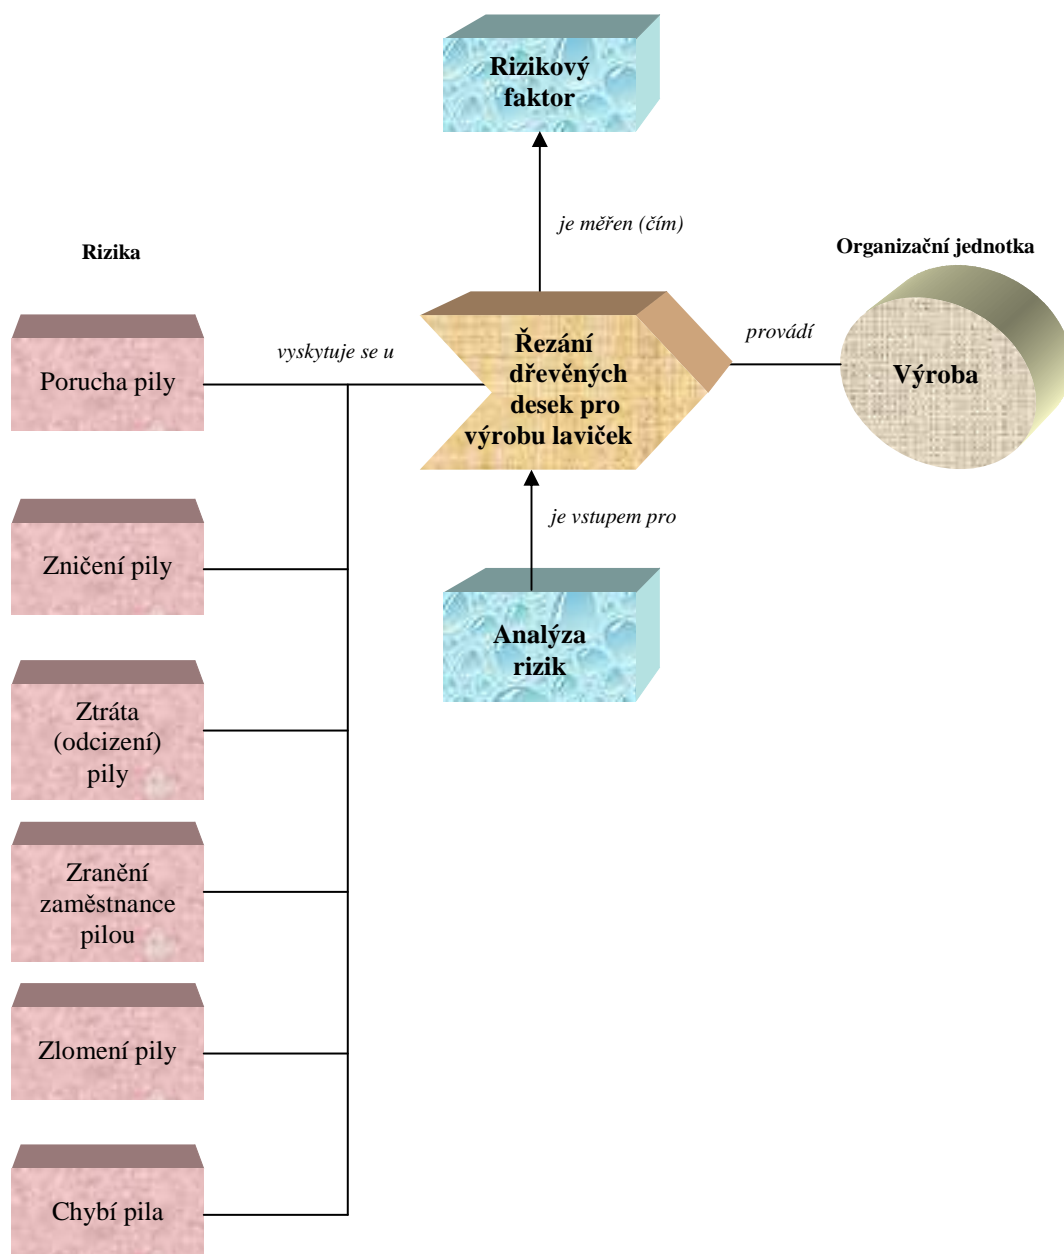 Rizikový
faktor
je měřen (čím)
Rizika
Organizační jednotka
Porucha pily
vyskytuje se u
Řezání
dřevěných
desek pro
výrobu laviček
provádí
Výroba
je vstupem pro
Zničení pily
Analýza
rizik
Ztráta
(odcizení)
pily
Zranění
zaměstnance
pilou
Zlomení pily
Chybí pila